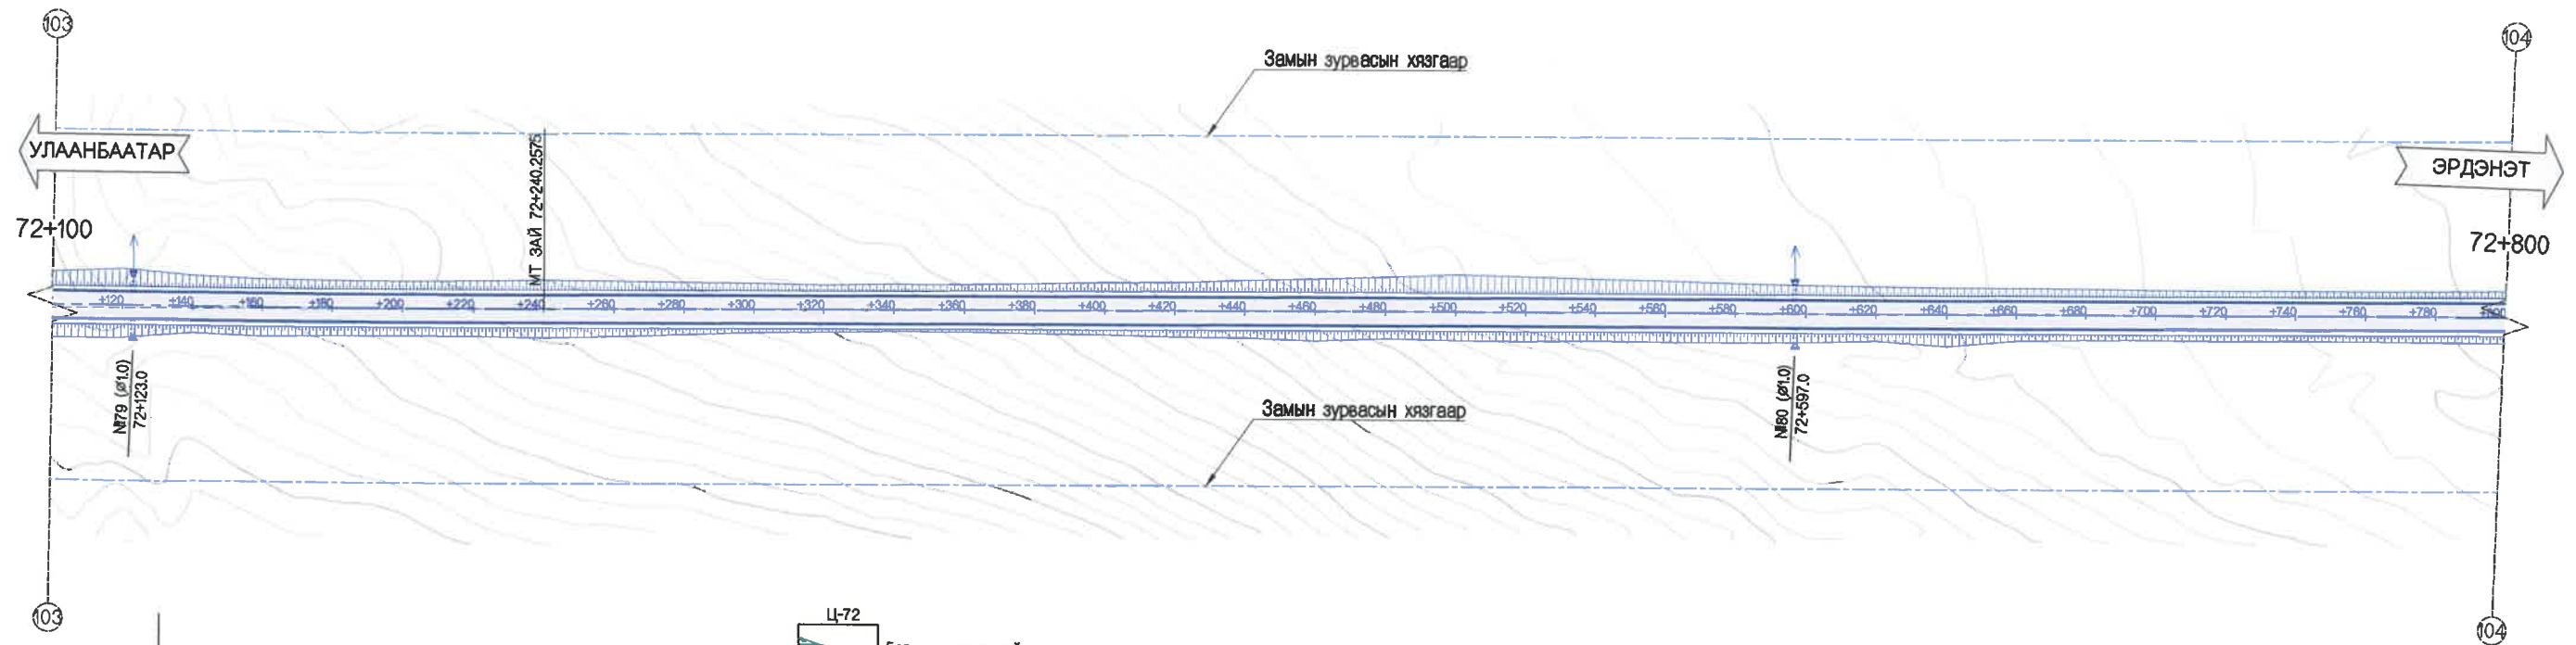 103
104
Замын зурвасын хязгаар
УЛААНБААТАР
ЭРДЭНЭТ
МТ ЗАЙ 72+240.2575
72+100
72+800
+120 +140 +160 +180 +200 +220 +240 +260 +280 +300 +320 +340 +360 +380 +400 +420 +440 +460 +480 +500 +520 +540 +560 +580 +600 +620 +640 +660 +680 +700 +720 +740 +760 +780
№79 (ø1.0)
72+123.0
№80 (ø1.0)
72+597.0
Замын зурвасын хязгаар
103
104
Ц-72